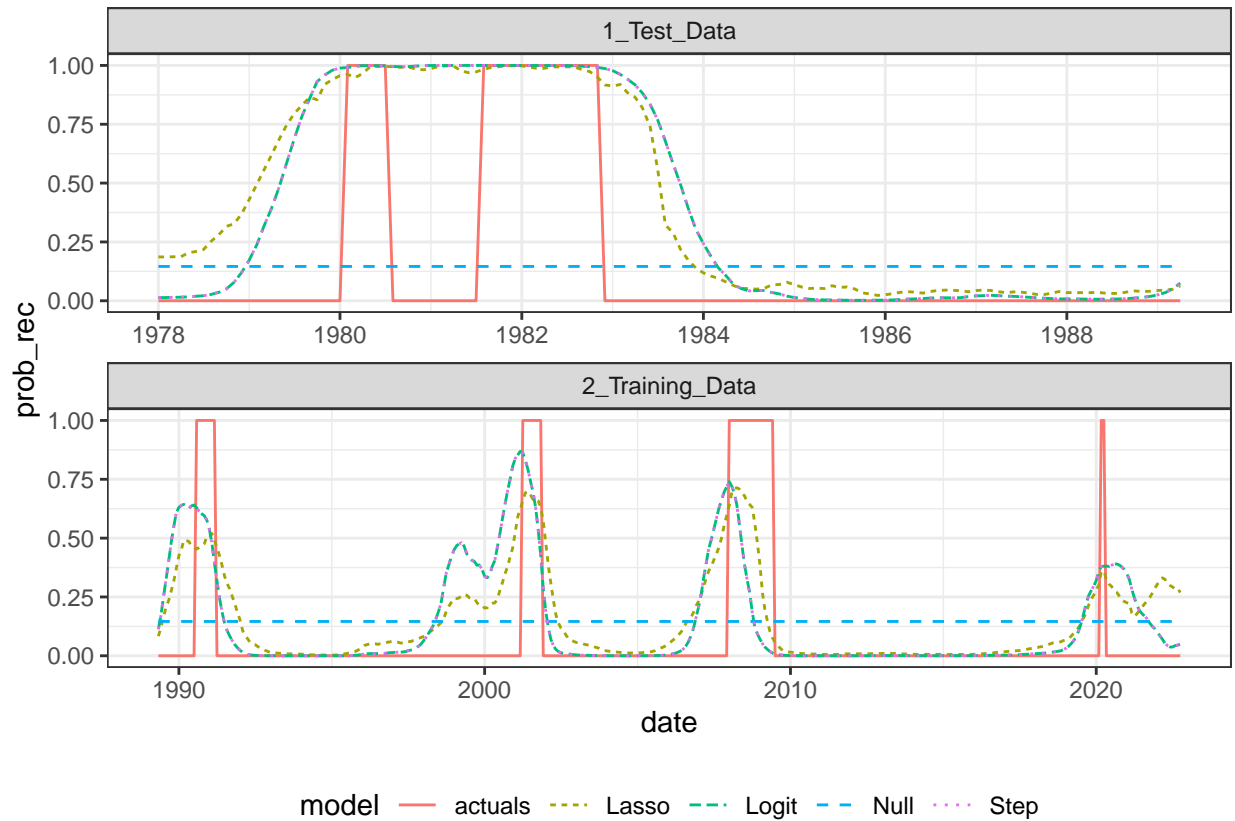 1_Test_Data
1.00
0.75
0.50
0.25
0.00
1978 1980 1982 1984 1986 1988
prob_rec
2_Training_Data
1.00
0.75
0.50
0.25
0.00
1990 2000 2010 2020
date
model actuals Lasso Logit Null Step